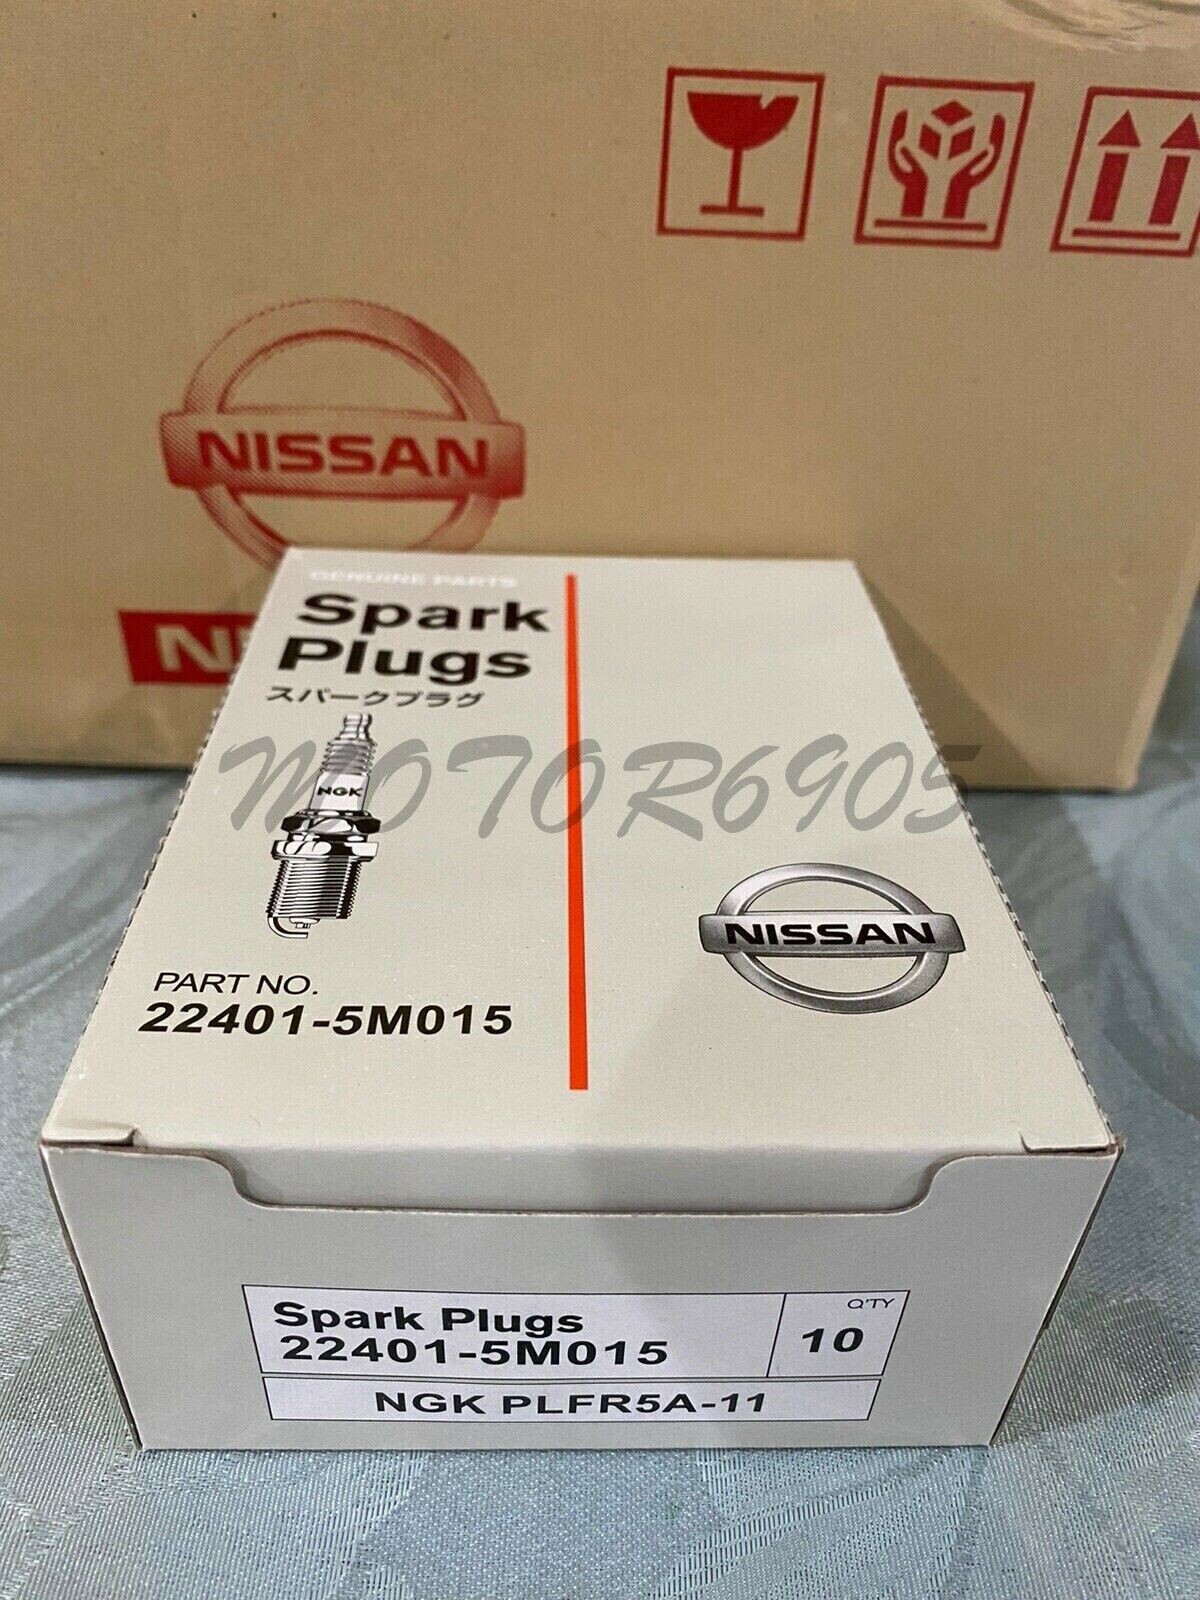 NISSAN
GENUINE PARTS
Spark
Plugs
スパークプラグ
NGK
MOTOR6905
NISSAN
PART NO.
22401-5M015
Spark Plugs
22401-5M015
Q'TY
10
NGK PLFR5A-11